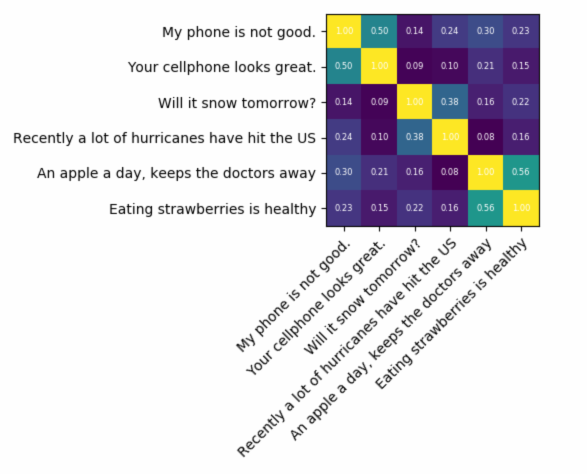 My phone is not good. 1.00 0.50 0.14 0.24 0.30 0.23
Your cellphone looks great. 0.50 1.00 0.09 0.10 0.21 0.15
Will it snow tomorrow? 0.14 0.09 1.00 0.38 0.16 0.22
Recently a lot of hurricanes have hit the US 0.24 0.10 0.38 1.00 0.08 0.16
An apple a day, keeps the doctors away 0.30 0.21 0.16 0.08 1.00 0.56
Eating strawberries is healthy 0.23 0.15 0.22 0.16 0.56 1.00
My phone is not good.
Your cellphone looks great.
Will it snow tomorrow?
Recently a lot of hurricanes have hit the US
An apple a day, keeps the doctors away
Eating strawberries is healthy